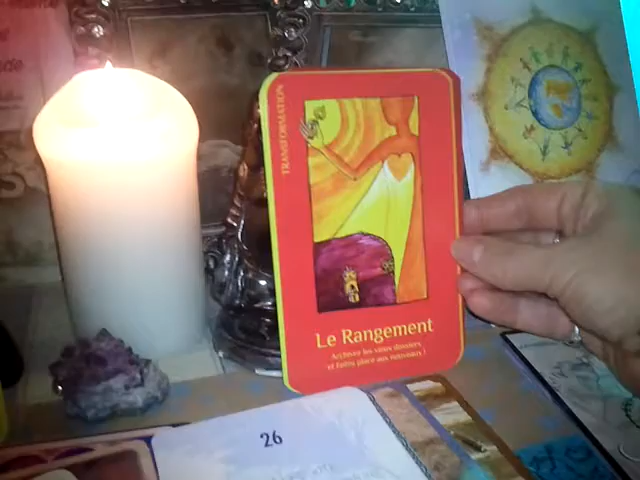 TRANSFORMATION
Le Rangement
Archivez les vieux dossiers
et faites place aux nouveaux !
26